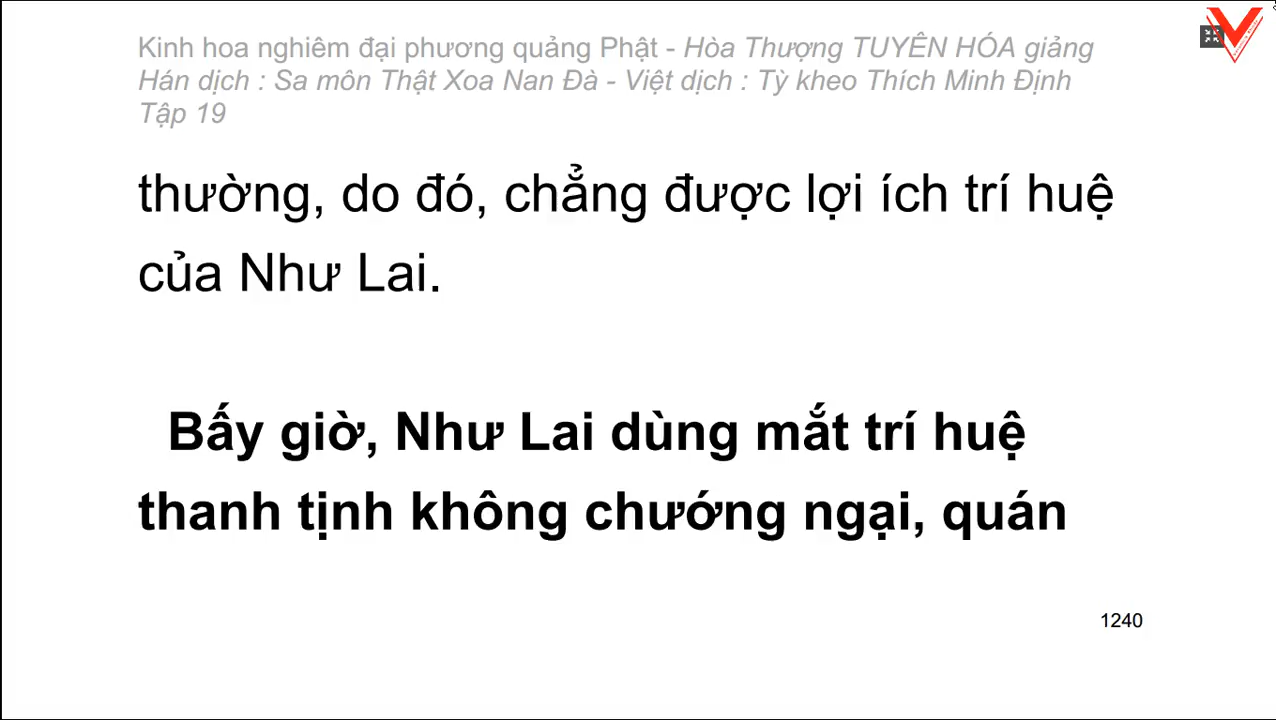 Kinh hoa nghiêm đại phương quảng Phật - Hòa Thượng TUYÊN HÓA giảng
Hán dịch : Sa môn Thật Xoa Nan Đà - Việt dịch : Tỳ kheo Thích Minh Định
Tập 19
thường, do đó, chẳng được lợi ích trí huệ
của Như Lai.
Bấy giờ, Như Lai dùng mắt trí huệ
thanh tịnh không chướng ngại, quán
1240